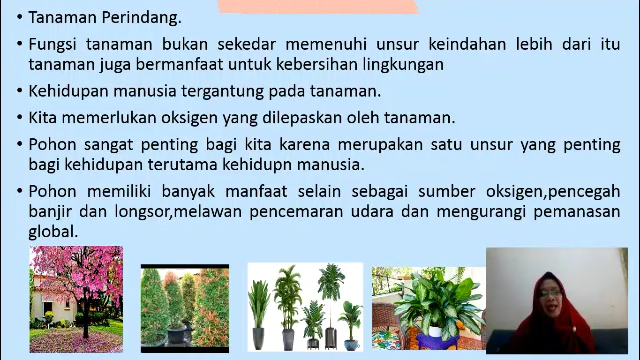 • Tanaman Perindang.
• Fungsi tanaman bukan sekedar memenuhi unsur keindahan lebih dari itu
tanaman juga bermanfaat untuk kebersihan lingkungan
• Kehidupan manusia tergantung pada tanaman.
• Kita memerlukan oksigen yang dilepaskan oleh tanaman.
• Pohon sangat penting bagi kita karena merupakan satu unsur yang penting
bagi kehidupan terutama kehidupn manusia.
• Pohon memiliki banyak manfaat selain sebagai sumber oksigen,pencegah
banjir dan longsor,melawan pencemaran udara dan mengurangi pemanasan
global.